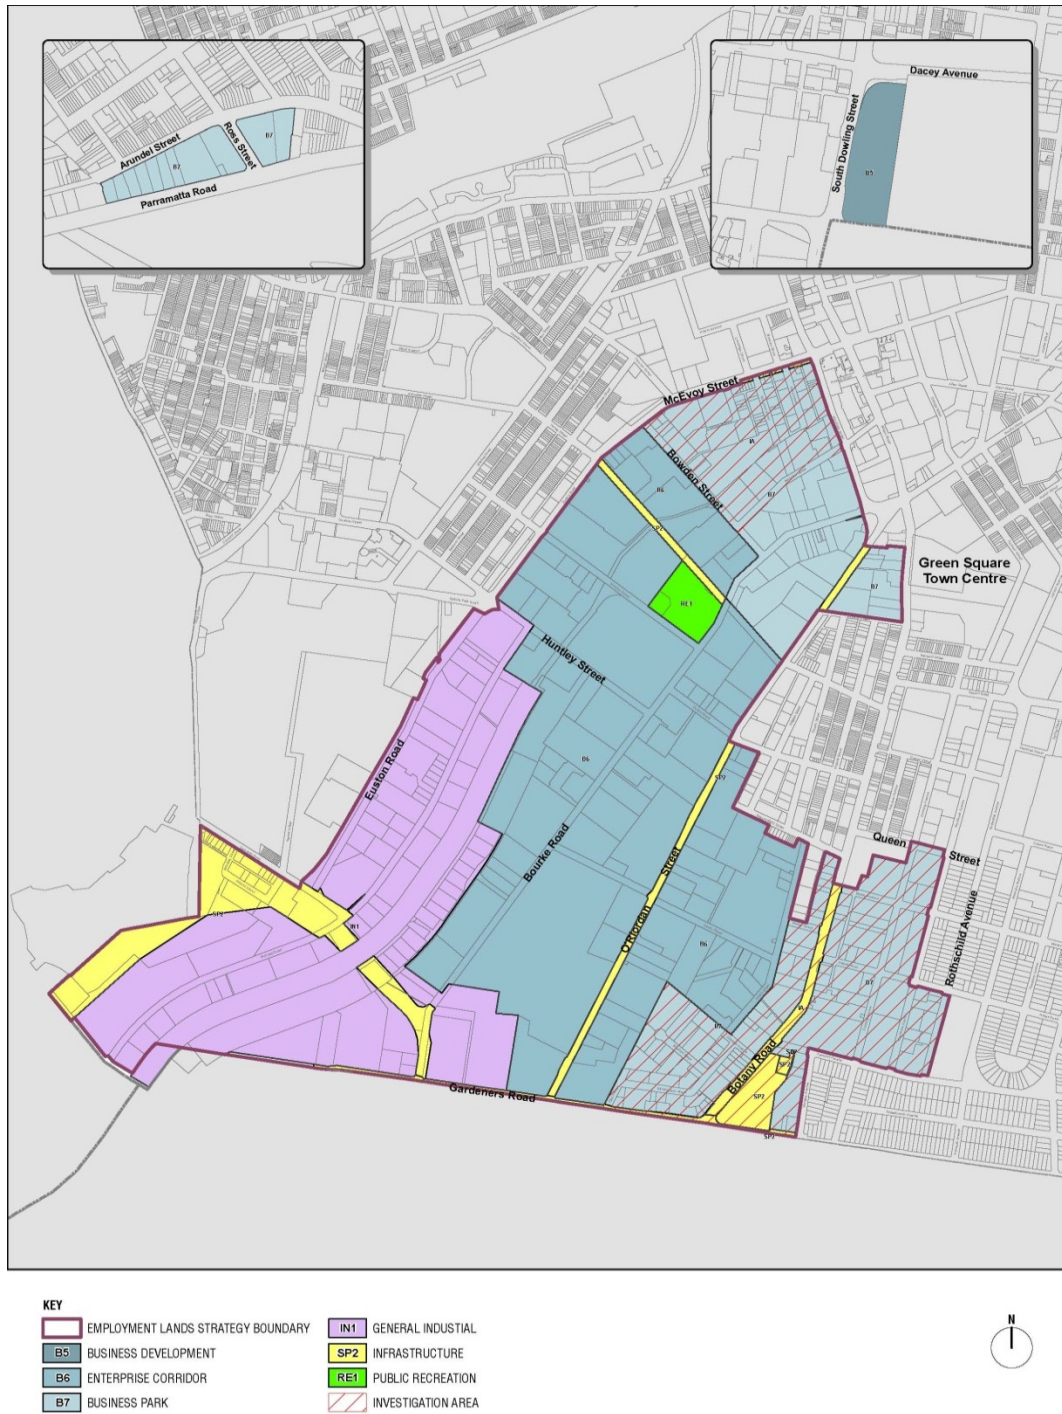 Dacey Avenue
South Dowling Street
B5
Arundel Street
Ross Street
B7
B7
Parramatta Road
McEvoy Street
Bowden Street
IA
B6
B7
RE1
B7
Green Square
Town Centre
Huntley Street
Euston Road
B6
SP2
Bourke Road
O'Riordan Street
Queen Street
Rothschild Avenue
SP2
IN1
B6
B7
IA
B7
Botany Road
SP2
SP2
SP2
Gardeners Road
KEY
EMPLOYMENT LANDS STRATEGY BOUNDARY
B5 BUSINESS DEVELOPMENT
B6 ENTERPRISE CORRIDOR
B7 BUSINESS PARK
IN1 GENERAL INDUSTIAL
SP2 INFRASTRUCTURE
RE1 PUBLIC RECREATION
INVESTIGATION AREA
N